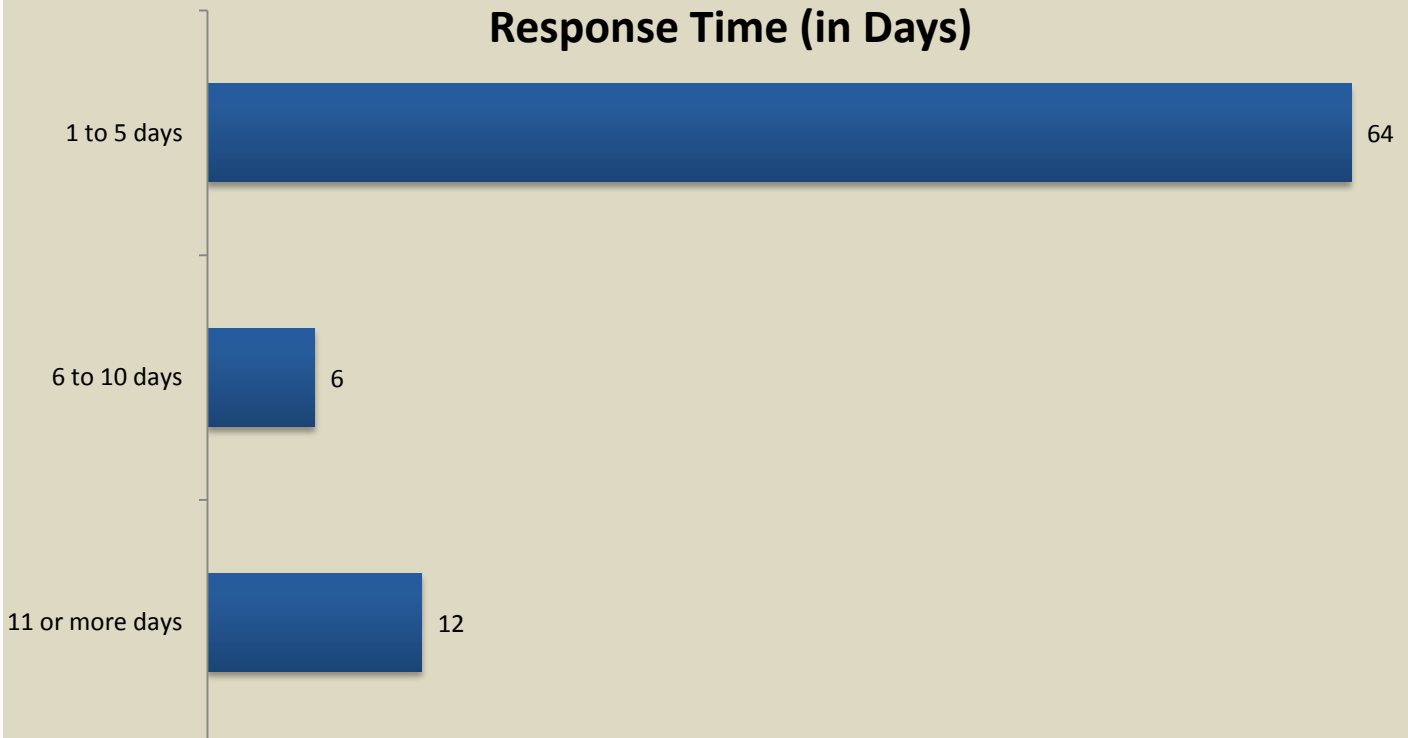 Response Time (in Days)
1 to 5 days
64
6 to 10 days
6
11 or more days
12